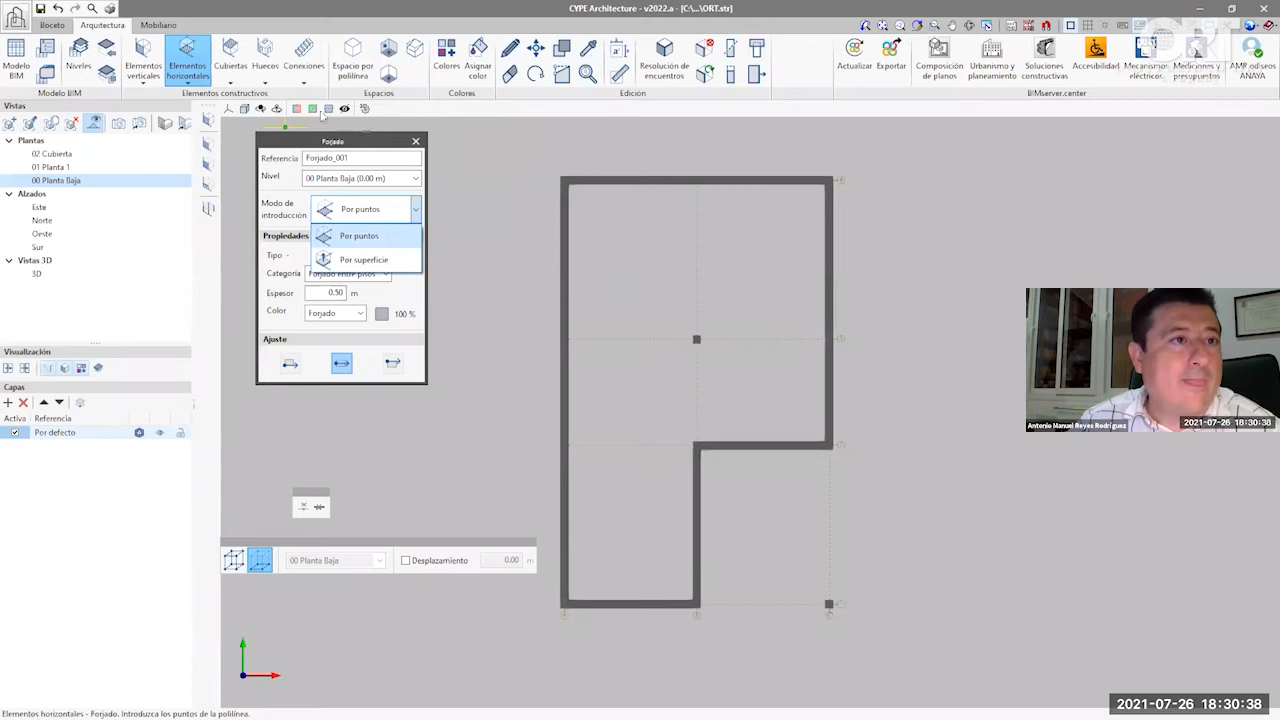 CYPE Architecture - v2022.a - [C:\...\ORT.str]
Boceto Arquitectura Mobiliario
Modelo BIM
Niveles
Elementos verticales
Elementos horizontales
Cubiertas
Huecos
Conexiones
Espacio por polilínea
Colores
Asignar color
Resolución de encuentros
Actualizar
Exportar
Composición de planos
Urbanismo y planeamiento
Soluciones constructivas
Accesibilidad
Mecanismos eléctricos
Mediciones y presupuestos
AMR odeeos ANAYA
Modelo BIM Elementos constructivos Espacios Colores Edición BIMserver.center
Vistas
Plantas
02 Cubierta
01 Planta 1
00 Planta Baja
Alzados
Este
Norte
Oeste
Sur
Vistas 3D
3D
Visualización
Capas
Activa Referencia
Por defecto
Forjado
Referencia Forjado_001
Nivel 00 Planta Baja (0.00 m)
Modo de introducción Por puntos
Por puntos
Por superficie
Propiedades
Tipo -
Categoría Forjado entre pisos
Espesor 0.50 m
Color Forjado 100 %
Ajuste
00 Planta Baja Desplazamiento 0.00 m
Antonio Manuel Reyes Rodríguez
2021-07-26 18:30:38
2021-07-26 18:30:38
Elementos horizontales - Forjado. Introduzca los puntos de la polilínea.